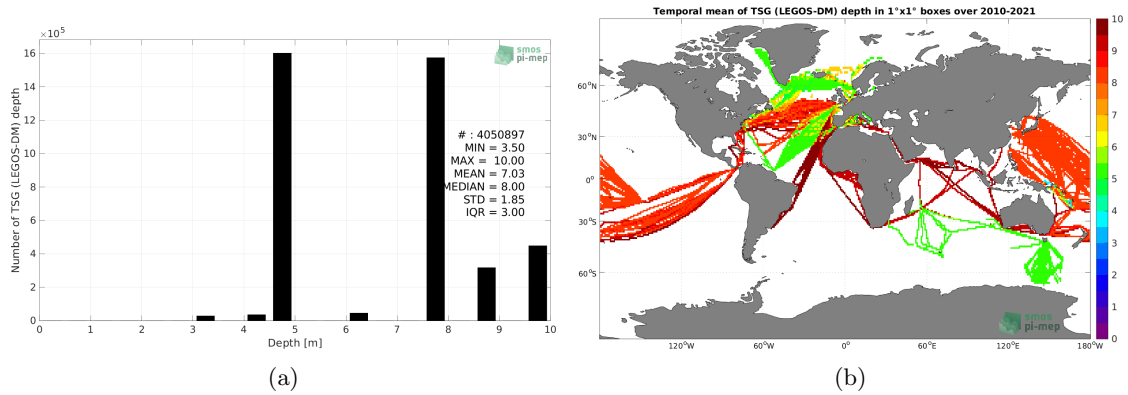 ×10⁵
16
14
12
10
8
6
4
2
0
Number of TSG (LEGOS-DM) depth
smos
pi-mep
# : 4050897
MIN = 3.50
MAX = 10.00
MEAN = 7.03
MEDIAN = 8.00
STD = 1.85
IQR = 3.00
0 1 2 3 4 5 6 7 8 9 10
Depth [m]
(a)
Temporal mean of TSG (LEGOS-DM) depth in 1°x1° boxes over 2010-2021
60°N
30°N
0°
30°S
60°S
120°W 60°W 0° 60°E 120°E 180°W
smos
pi-mep
10
9
8
7
6
5
4
3
2
1
0
(b)